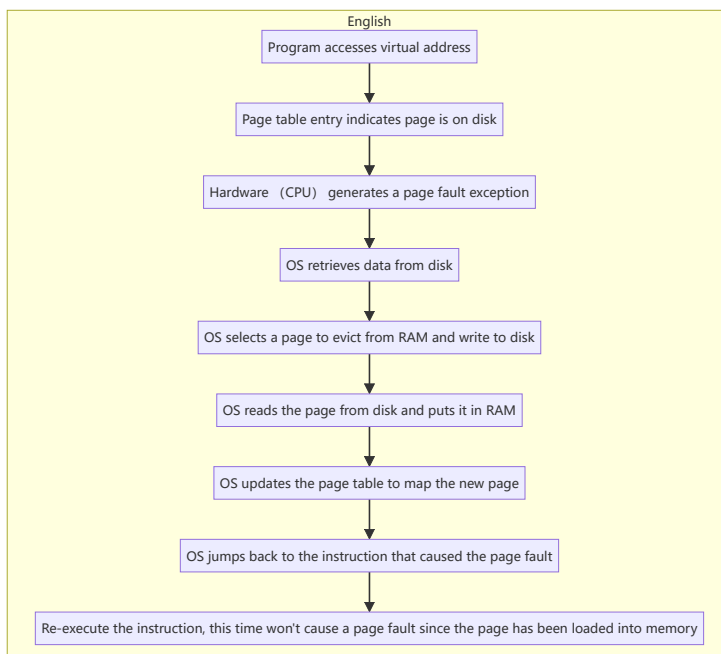 English
Program accesses virtual address
Page table entry indicates page is on disk
Hardware （CPU） generates a page fault exception
OS retrieves data from disk
OS selects a page to evict from RAM and write to disk
OS reads the page from disk and puts it in RAM
OS updates the page table to map the new page
OS jumps back to the instruction that caused the page fault
Re-execute the instruction, this time won't cause a page fault since the page has been loaded into memory